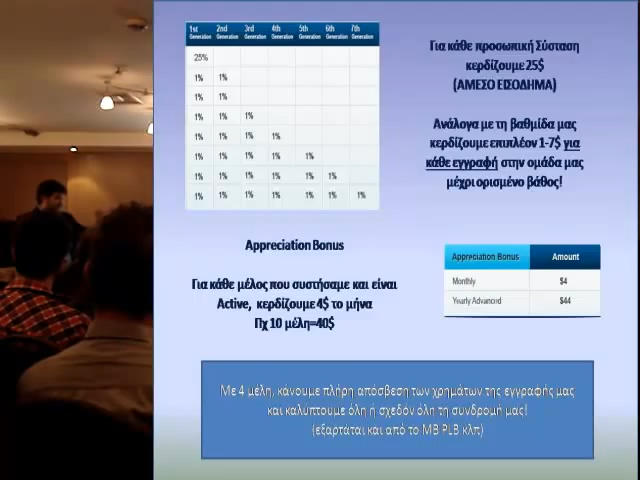 1st 2nd 3rd 4th 5th 6th 7th
Generation Generation Generation Generation Generation Generation Generation
25%
1% 1%
1% 1%
1% 1% 1%
1% 1% 1% 1%
1% 1% 1% 1% 1%
1% 1% 1% 1% 1% 1%
1% 1% 1% 1% 1% 1% 1%
Για κάθε προσωπική Σύσταση
κερδίζουμε 25$
(ΑΜΕΣΟ ΕΙΣΟΔΗΜΑ)
Ανάλογα με τη βαθμίδα μας
κερδίζουμε επιπλέον 1-7$ για
κάθε εγγραφή στην ομάδα μας
μέχρι ορισμένο βάθος!
Appreciation Bonus
Για κάθε μέλος που συστήσαμε και είναι
Active, κερδίζουμε 4$ το μήνα
Πχ 10 μέλη=40$
Appreciation Bonus Amount
Monthly $4
Yearly Advanced $44
Με 4 μέλη, κάνουμε πλήρη απόσβεση των χρημάτων της εγγραφής μας
και καλύπτουμε όλη ή σχεδόν όλη τη συνδρομή μας!
(εξαρτάται και από το MB PLB κλπ)